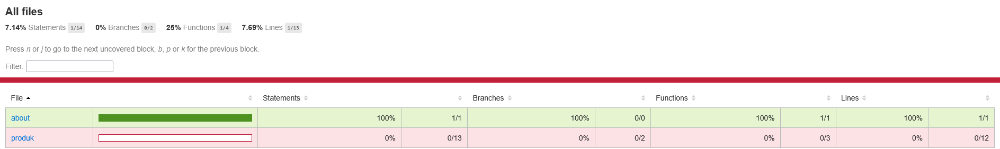 All files
7.14% Statements 1/14 0% Branches 0/2 25% Functions 1/4 7.69% Lines 1/13
Press n or j to go to the next uncovered block, b, p or k for the previous block.
Filter:
File Statements Branches Functions Lines
about 100% 1/1 100% 0/0 100% 1/1 100% 1/1
produk 0% 0/13 0% 0/2 0% 0/3 0% 0/12